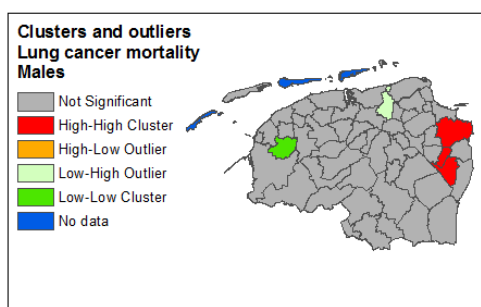 Clusters and outliers
Lung cancer mortality
Males
Not Significant
High-High Cluster
High-Low Outlier
Low-High Outlier
Low-Low Cluster
No data